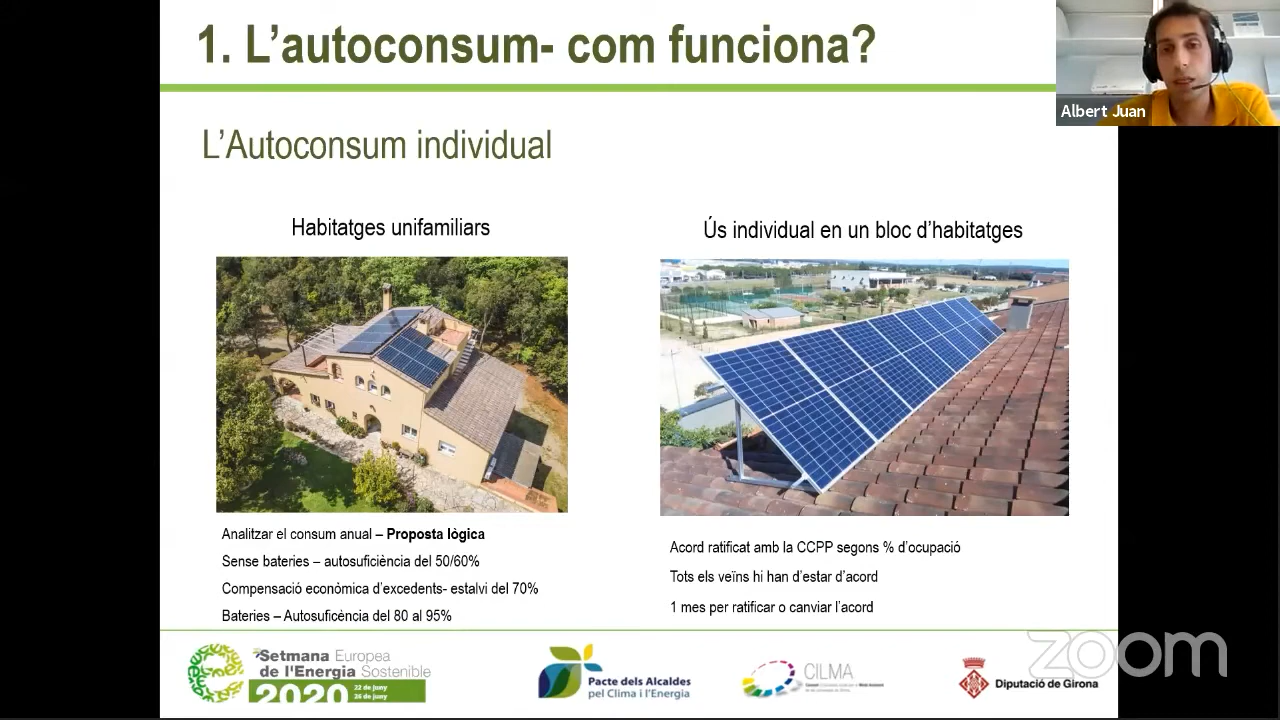 1. L'autoconsum- com funciona?
Albert Juan
L'Autoconsum individual
Habitatges unifamiliars
Analitzar el consum anual – Proposta lògica
Sense bateries – autosuficiència del 50/60%
Compensació econòmica d'excedents- estalvi del 70%
Bateries – Autosuficència del 80 al 95%
Ús individual en un bloc d'habitatges
Acord ratificat amb la CCPP segons % d'ocupació
Tots els veïns hi han d'estar d'acord
1 mes per ratificar o canviar l'acord
Setmana Europea
de l'Energia Sostenible
2020 22 de juny
26 de juny
Pacte dels Alcaldes
pel Clima i l'Energia
CILMA
Diputació de Girona
zoom